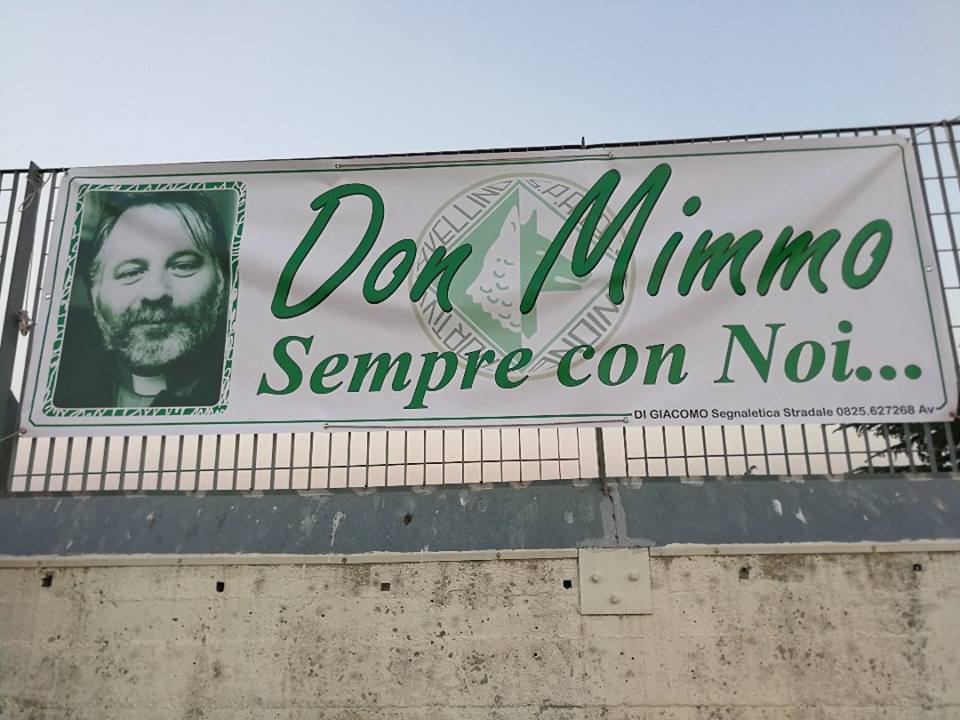 Don Mimmo
Sempre con Noi...
DI GIACOMO Segnaletica Stradale 0825.627268 Av